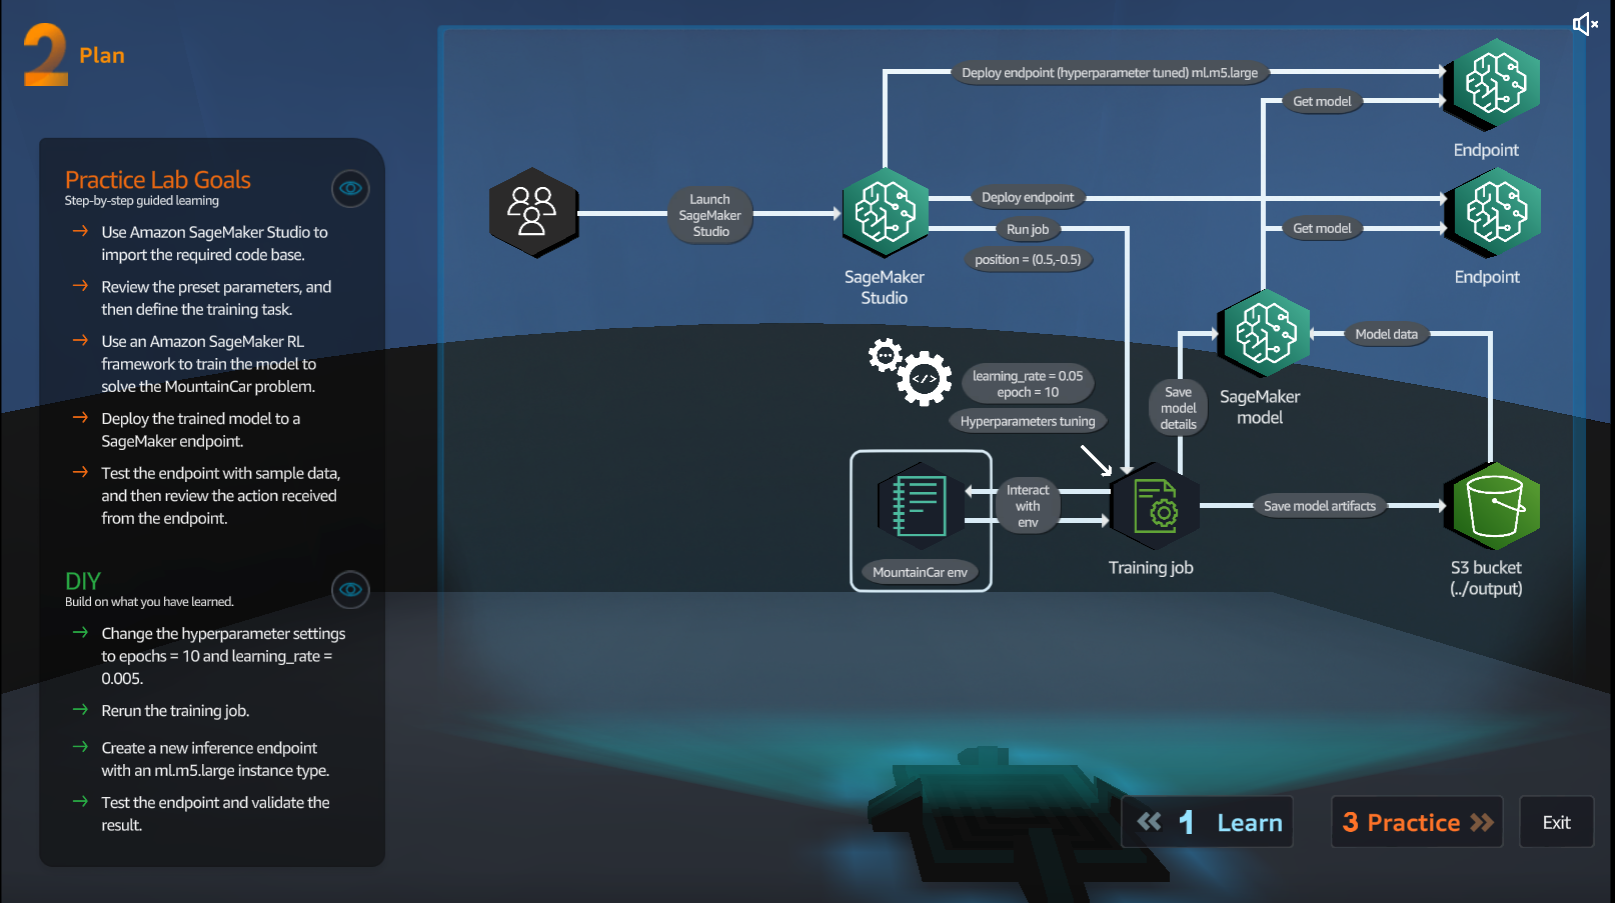 2 Plan
Practice Lab Goals
Step-by-step guided learning
Use Amazon SageMaker Studio to
import the required code base.
Review the preset parameters, and
then define the training task.
Use an Amazon SageMaker RL
framework to train the model to
solve the MountainCar problem.
Deploy the trained model to a
SageMaker endpoint.
Test the endpoint with sample data,
and then review the action received
from the endpoint.
DIY
Build on what you have learned.
Change the hyperparameter settings
to epochs = 10 and learning_rate =
0.005.
Rerun the training job.
Create a new inference endpoint
with an ml.m5.large instance type.
Test the endpoint and validate the
result.
Deploy endpoint (hyperparameter tuned) ml.m5.large
Get model
Endpoint
Launch
SageMaker
Studio
SageMaker
Studio
Deploy endpoint
Run job
position = (0.5,-0.5)
Get model
Endpoint
Model data
SageMaker
model
</>
learning_rate = 0.05
epoch = 10
Hyperparameters tuning
Save
model
details
MountainCar env
Interact
with
env
Training job
Save model artifacts
S3 bucket
(../output)
1 Learn
3 Practice
Exit